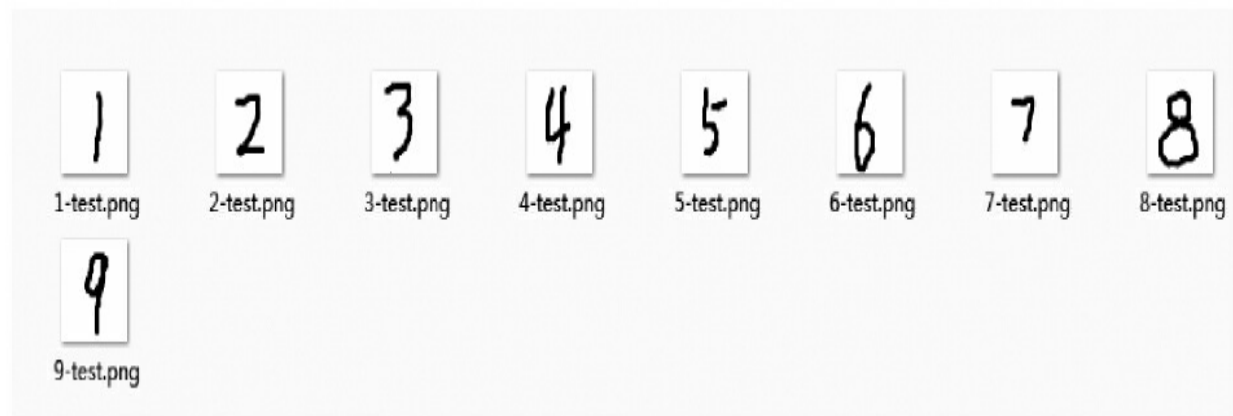 1 2 3 4 5 6 7 8
1-test.png 2-test.png 3-test.png 4-test.png 5-test.png 6-test.png 7-test.png 8-test.png
9
9-test.png